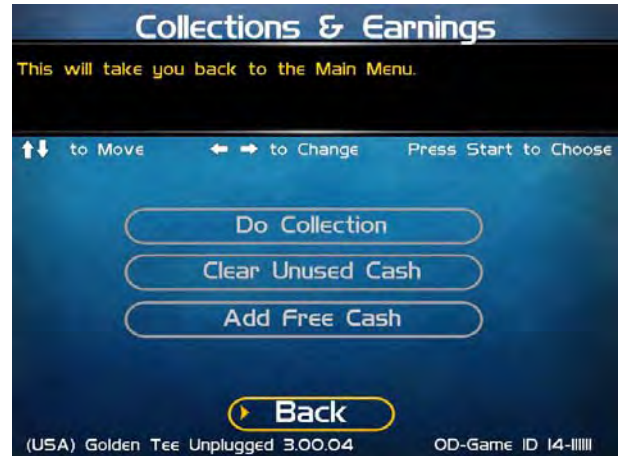 Collections & Earnings
This will take you back to the Main Menu.
to Move to Change Press Start to Choose
Do Collection
Clear Unused Cash
Add Free Cash
Back
(USA) Golden Tee Unplugged 3.00.04 OD-Game ID 14-111111